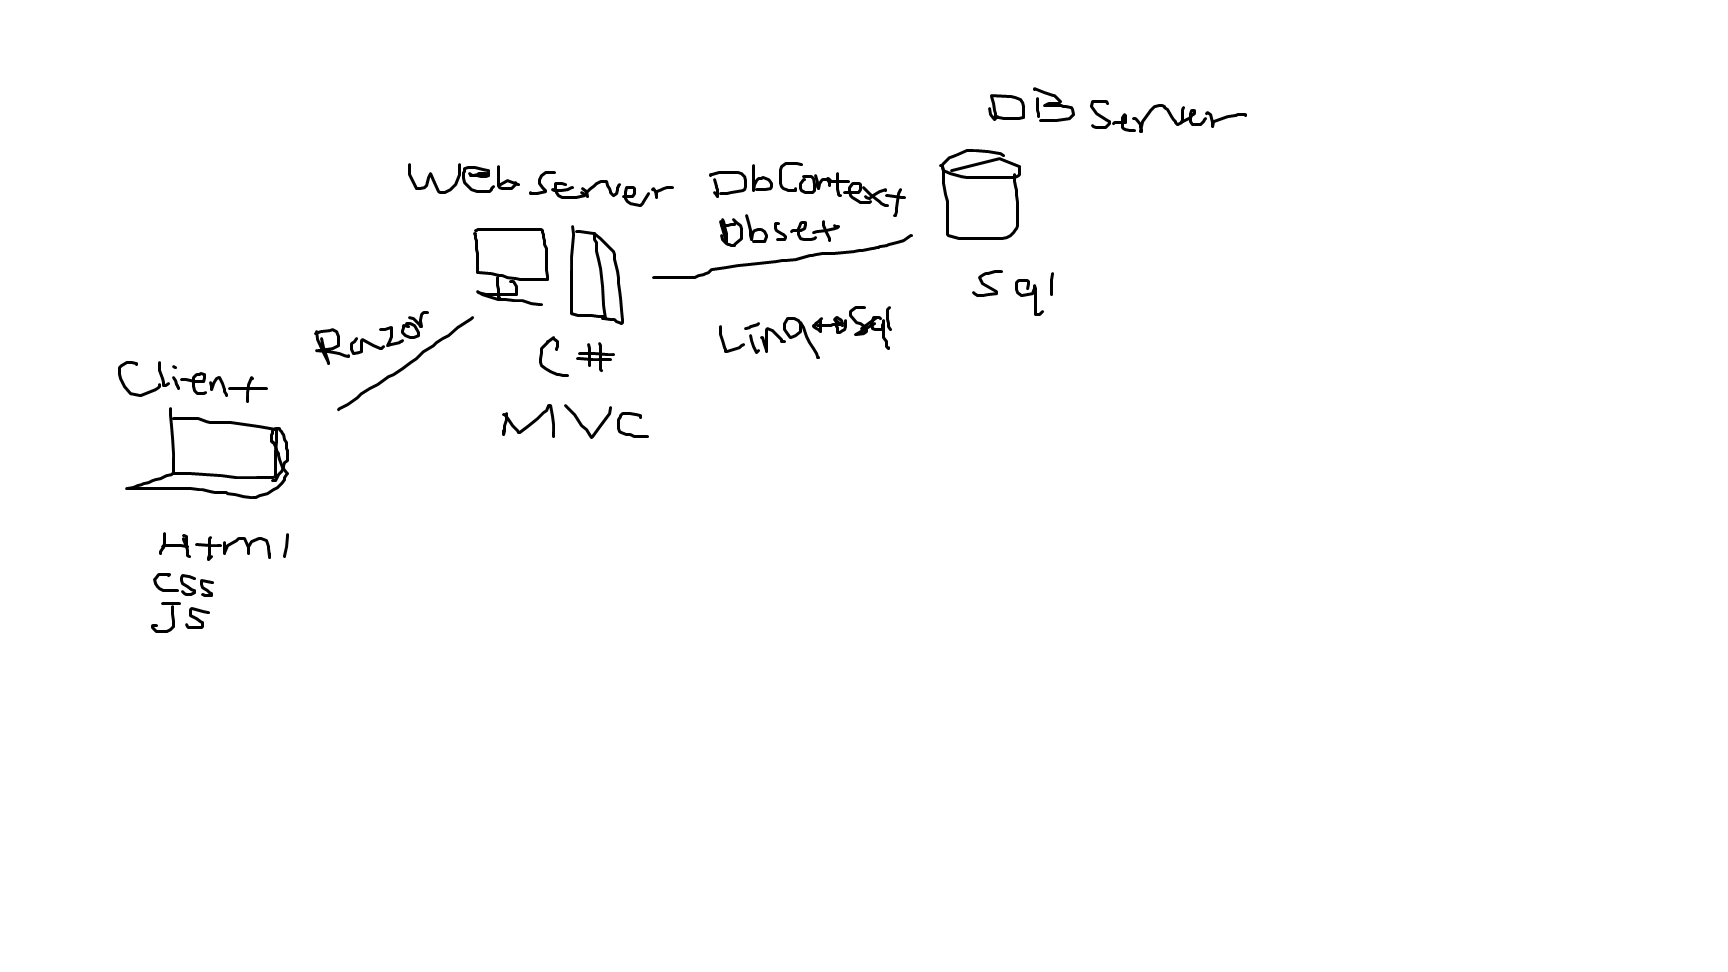 DB Server
Web Server
DbContext
Dbset
Sql
Razor
Linq↔Sql
C#
Client
MVC
Html
CSS
JS